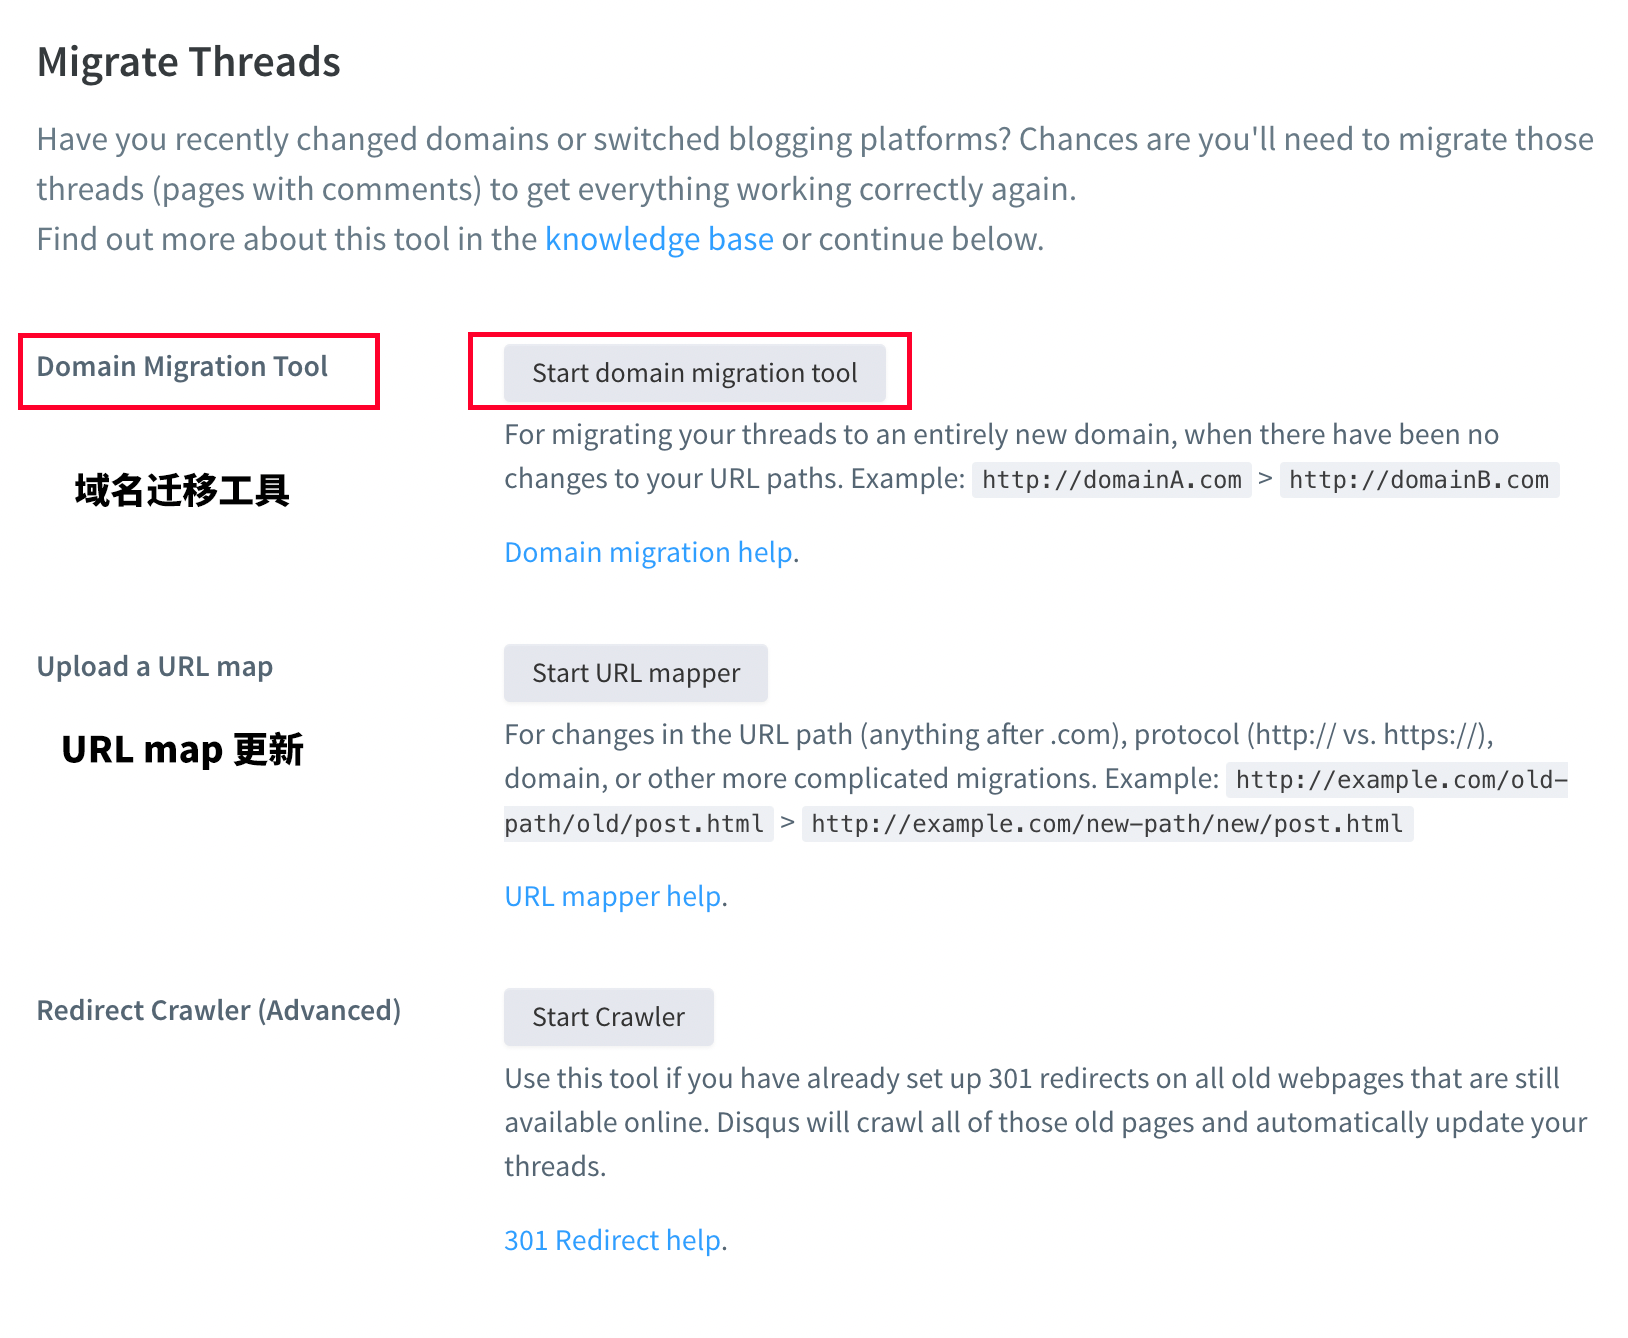 Migrate Threads
Have you recently changed domains or switched blogging platforms? Chances are you'll need to migrate those
threads (pages with comments) to get everything working correctly again.
Find out more about this tool in the knowledge base or continue below.
Domain Migration Tool
Start domain migration tool
For migrating your threads to an entirely new domain, when there have been no
changes to your URL paths. Example: http://domainA.com > http://domainB.com
域名迁移工具
Domain migration help.
Upload a URL map
Start URL mapper
For changes in the URL path (anything after .com), protocol (http:// vs. https://),
URL map 更新
domain, or other more complicated migrations. Example: http://example.com/old-
path/old/post.html > http://example.com/new-path/new/post.html
URL mapper help.
Redirect Crawler (Advanced)
Start Crawler
Use this tool if you have already set up 301 redirects on all old webpages that are still
available online. Disqus will crawl all of those old pages and automatically update your
threads.
301 Redirect help.